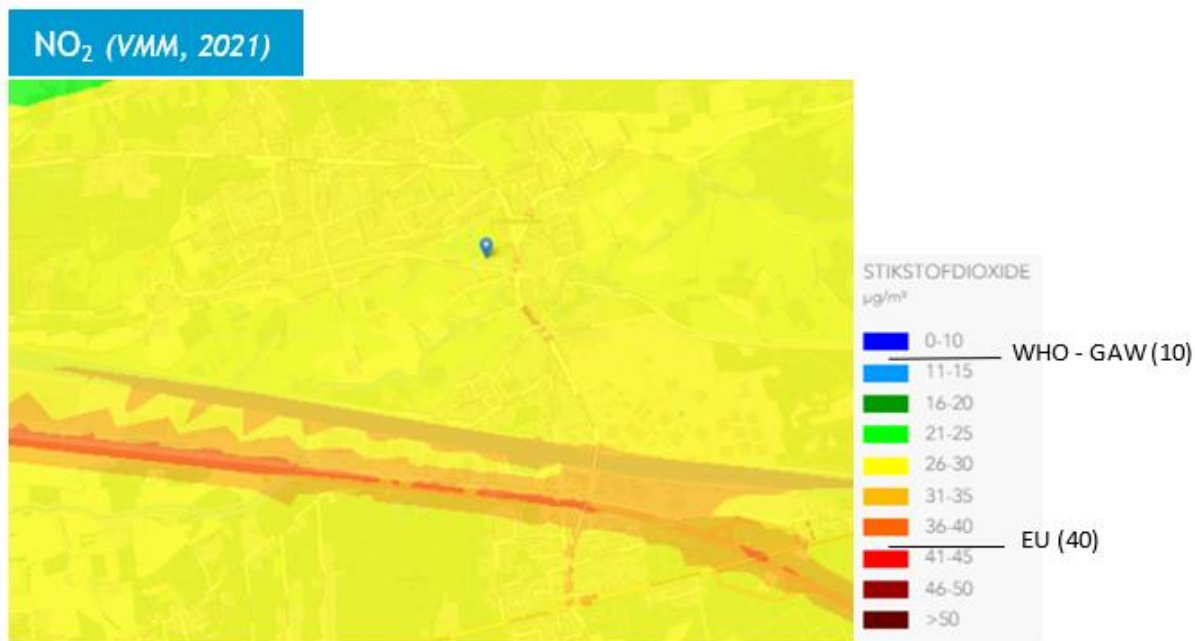 NO₂ (VMM, 2021)
STIKSTOFDIOXIDE
µg/m³
0-10
WHO - GAW (10)
11-15
16-20
21-25
26-30
31-35
36-40
EU (40)
41-45
46-50
>50